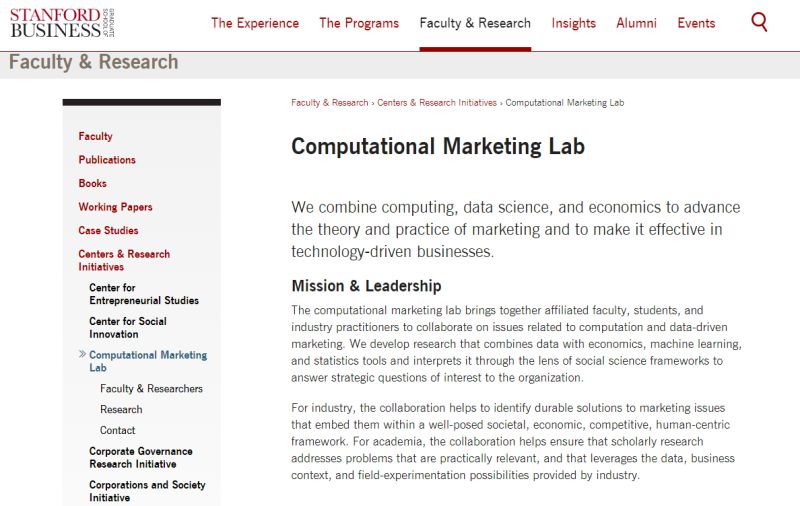 STANFORD
BUSINESS
GRADUATE
SCHOOL OF
The Experience
The Programs
Faculty & Research
Insights
Alumni
Events
Faculty & Research
Faculty & Research › Centers & Research Initiatives › Computational Marketing Lab
Faculty
Publications
Books
Working Papers
Case Studies
Centers & Research
Initiatives
Center for
Entrepreneurial Studies
Center for Social
Innovation
» Computational Marketing
Lab
Faculty & Researchers
Research
Contact
Corporate Governance
Research Initiative
Corporations and Society
Initiative
Computational Marketing Lab
We combine computing, data science, and economics to advance
the theory and practice of marketing and to make it effective in
technology-driven businesses.
Mission & Leadership
The computational marketing lab brings together affiliated faculty, students, and
industry practitioners to collaborate on issues related to computation and data-driven
marketing. We develop research that combines data with economics, machine learning,
and statistics tools and interprets it through the lens of social science frameworks to
answer strategic questions of interest to the organization.
For industry, the collaboration helps to identify durable solutions to marketing issues
that embed them within a well-posed societal, economic, competitive, human-centric
framework. For academia, the collaboration helps ensure that scholarly research
addresses problems that are practically relevant, and that leverages the data, business
context, and field-experimentation possibilities provided by industry.